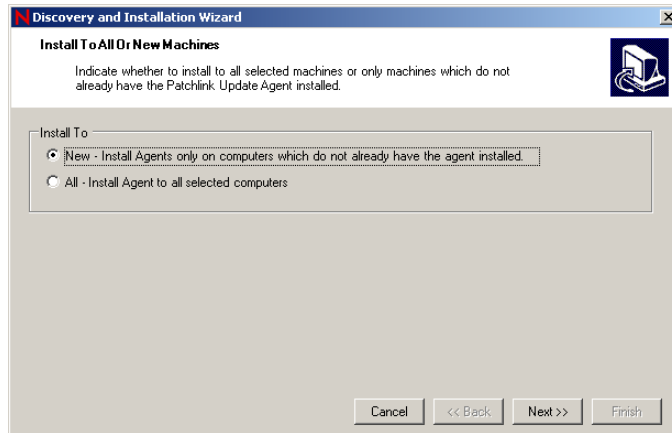 Discovery and Installation Wizard
Install To All Or New Machines
Indicate whether to install to all selected machines or only machines which do not
already have the Patchlink Update Agent installed.
Install To
New - Install Agents only on computers which do not already have the agent installed.
All - Install Agent to all selected computers
Cancel << Back Next >> Finish